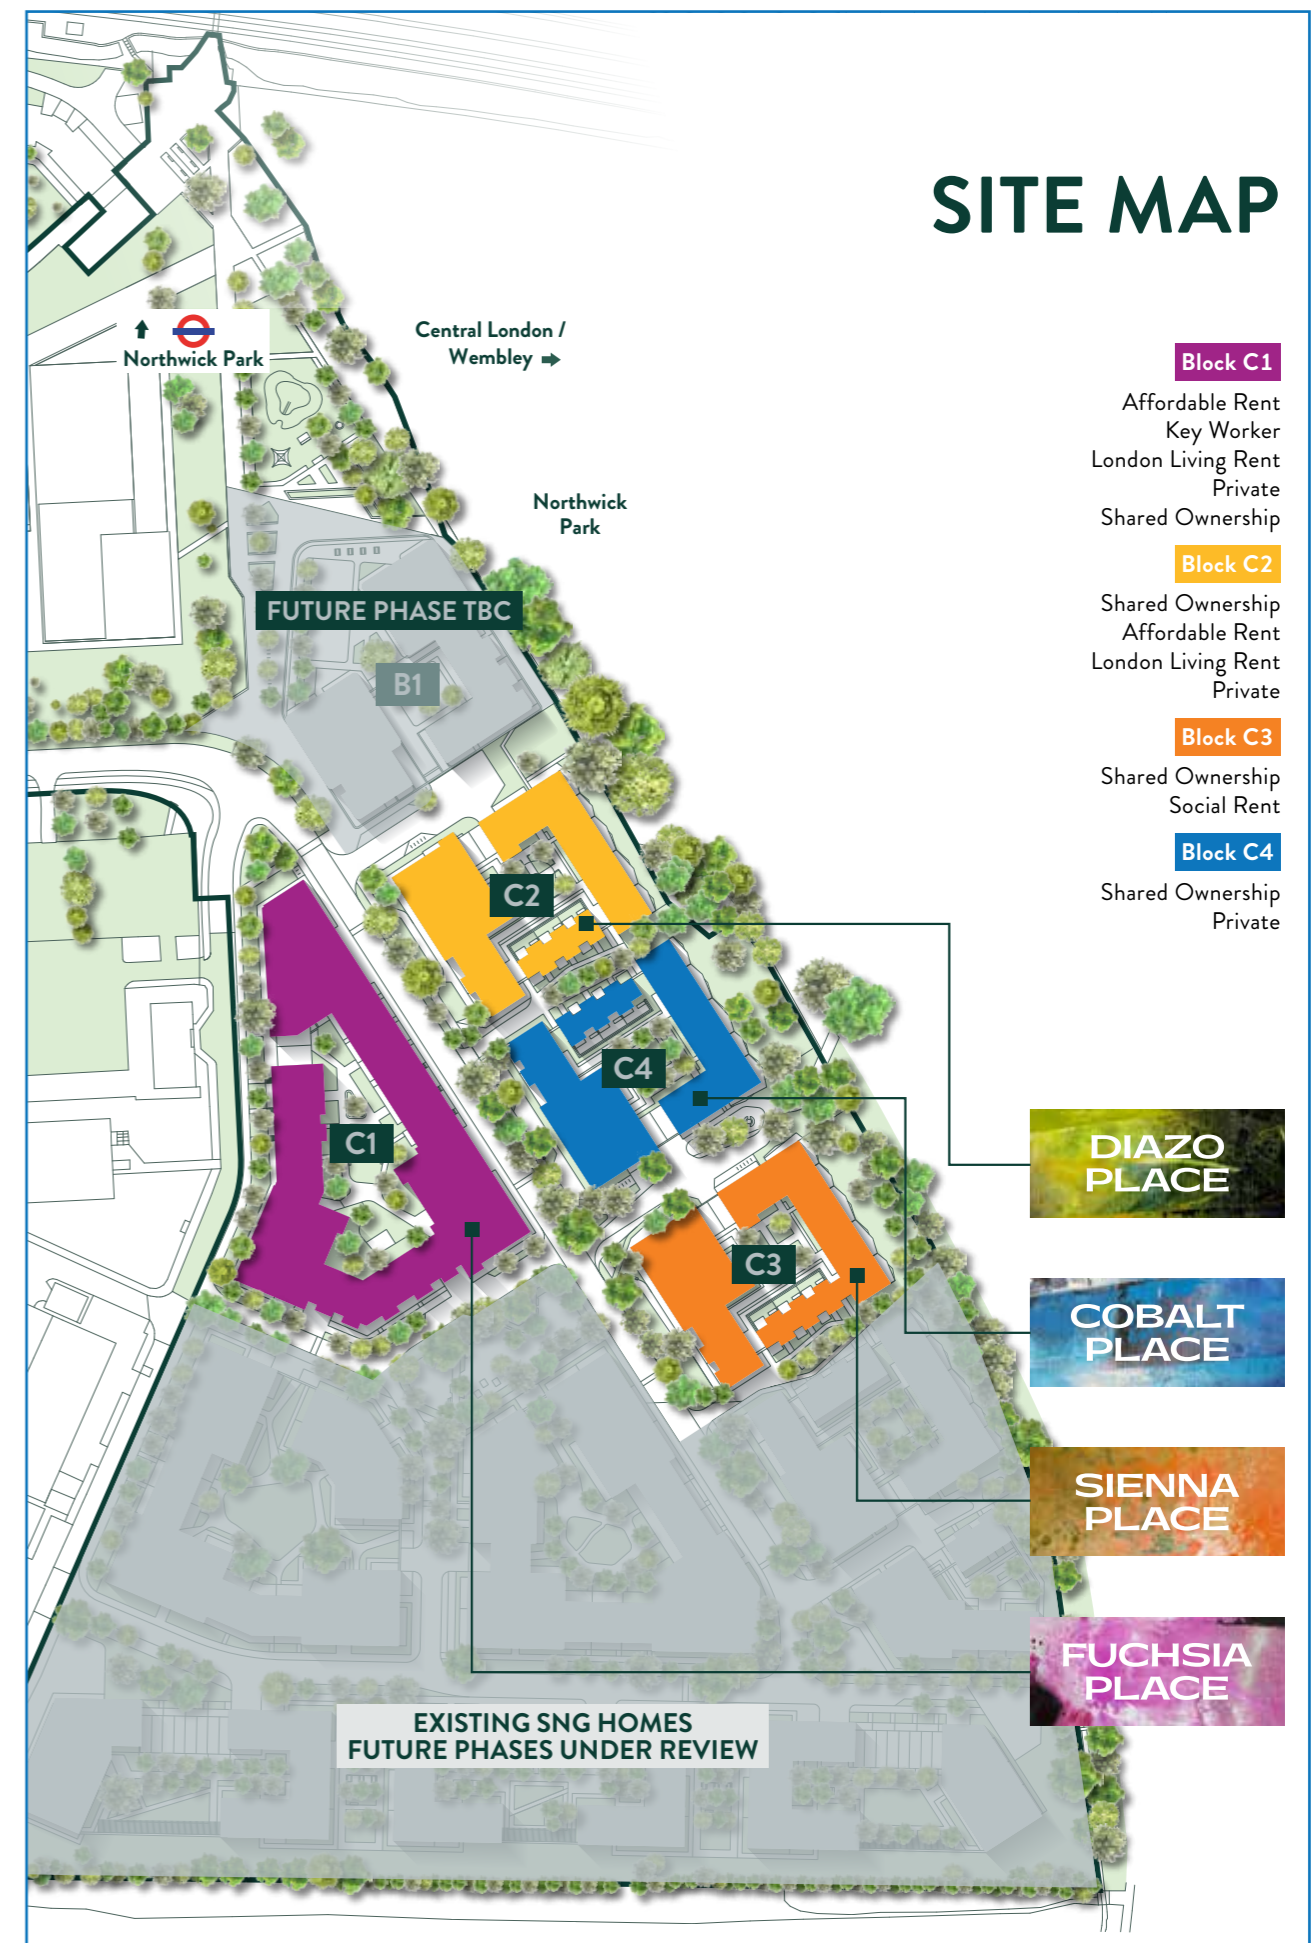 SITE MAP
Northwick Park
Central London /
Wembley
Northwick
Park
Block C1
Affordable Rent
Key Worker
London Living Rent
Private
Shared Ownership
Block C2
Shared Ownership
Affordable Rent
London Living Rent
Private
Block C3
Shared Ownership
Social Rent
Block C4
Shared Ownership
Private
FUTURE PHASE TBC
B1
C2
C4
C1
C3
DIAZO
PLACE
COBALT
PLACE
SIENNA
PLACE
FUCHSIA
PLACE
EXISTING SNG HOMES
FUTURE PHASES UNDER REVIEW